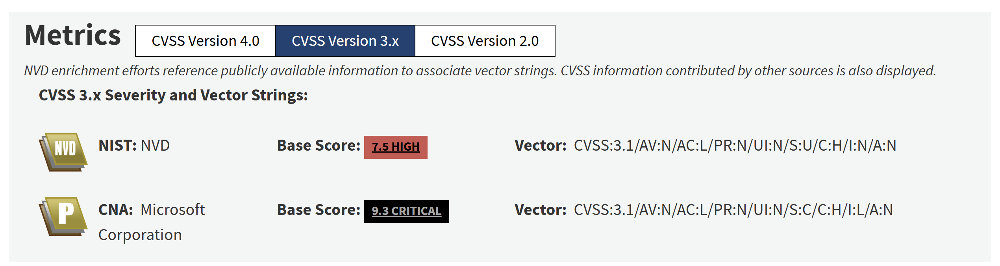 Metrics CVSS Version 4.0 CVSS Version 3.x CVSS Version 2.0
NVD enrichment efforts reference publicly available information to associate vector strings. CVSS information contributed by other sources is also displayed.
CVSS 3.x Severity and Vector Strings:
NVD NIST: NVD Base Score: 7.5 HIGH Vector: CVSS:3.1/AV:N/AC:L/PR:N/UI:N/S:U/C:H/I:N/A:N
P CNA: Microsoft Base Score: 9.3 CRITICAL Vector: CVSS:3.1/AV:N/AC:L/PR:N/UI:N/S:C/C:H/I:L/A:N
Corporation